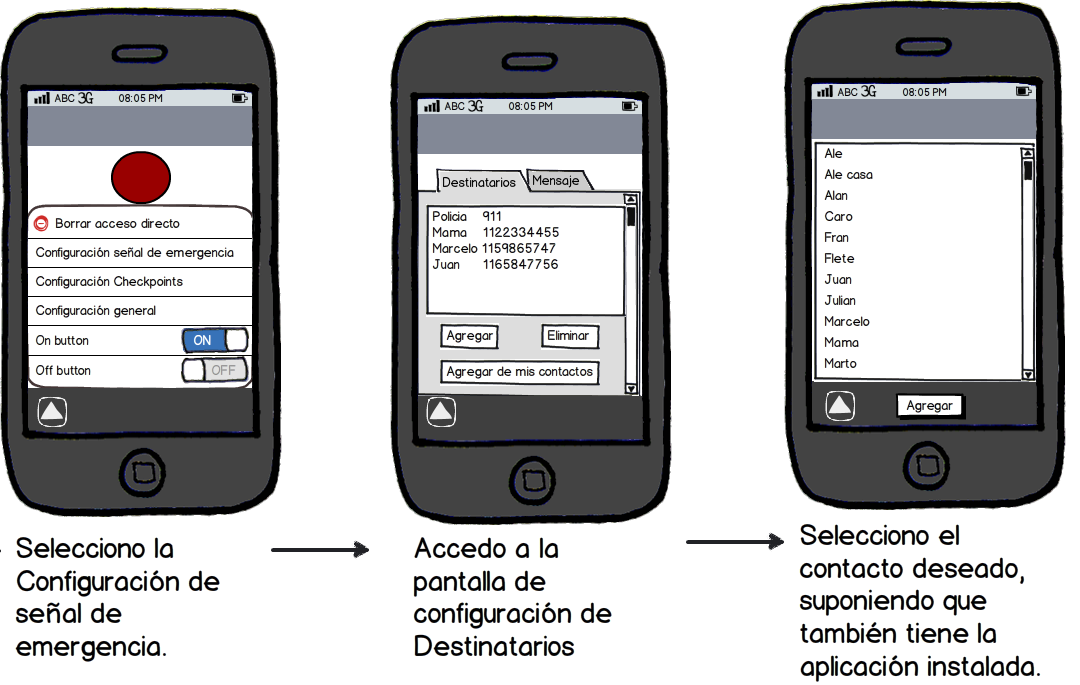 ABC 3G 08:05 PM
Borrar acceso directo
Configuración señal de emergencia
Configuración Checkpoints
Configuración general
On button ON
Off button OFF
Selecciono la
Configuración de
señal de
emergencia.
ABC 3G 08:05 PM
Destinatarios Mensaje
Policia 911
Mama 1122334455
Marcelo 1159865747
Juan 1165847756
Agregar Eliminar
Agregar de mis contactos
Accedo a la
pantalla de
configuración de
Destinatarios
ABC 3G 08:05 PM
Ale
Ale casa
Alan
Caro
Fran
Flete
Juan
Julian
Marcelo
Mama
Marto
Agregar
Selecciono el
contacto deseado,
suponiendo que
también tiene la
aplicación instalada.